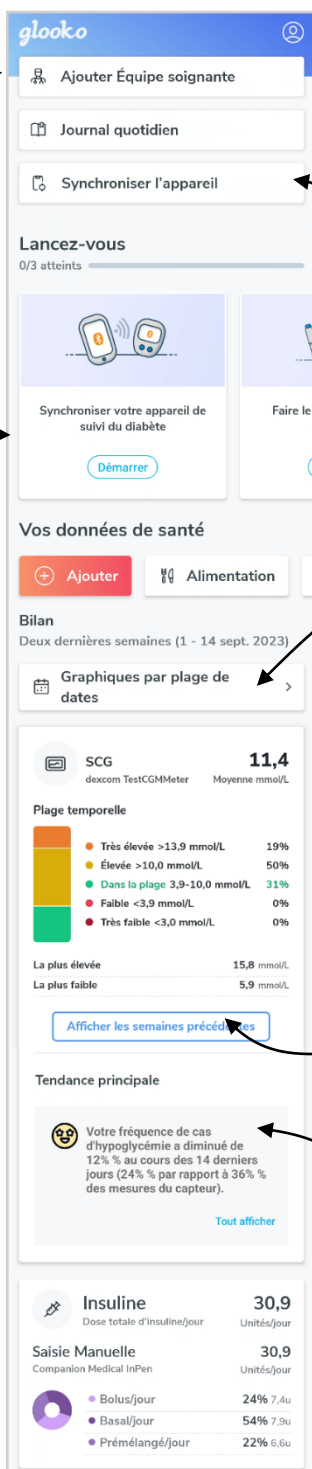 glooko
Ajouter Équipe soignante
Journal quotidien
Synchroniser l'appareil
Lancez-vous
0/3 atteints
Synchroniser votre appareil de
suivi du diabète
Démarrer
Faire le
Vos données de santé
Ajouter
Alimentation
Bilan
Deux dernières semaines (1 - 14 sept. 2023)
Graphiques par plage de
dates
SCG 11,4
dexcom TestCGMMeter Moyenne mmol/L
Plage temporelle
Très élevée >13,9 mmol/L 19%
Élevée >10,0 mmol/L 50%
Dans la plage 3,9-10,0 mmol/L 31%
Faible <3,9 mmol/L 0%
Très faible <3,0 mmol/L 0%
La plus élevée 15,8 mmol/L
La plus faible 5,9 mmol/L
Afficher les semaines précédentes
Tendance principale
Votre fréquence de cas
d'hypoglycémie a diminué de
12% % au cours des 14 derniers
jours (24% % par rapport à 36% %
des mesures du capteur).
Tout afficher
Insuline 30,9
Dose totale d'insuline/jour Unités/jour
Saisie Manuelle 30,9
Companion Medical InPen Unités/jour
Bolus/jour 24% 7,4u
Basal/jour 54% 7,9u
Prémélangé/jour 22% 6,6u